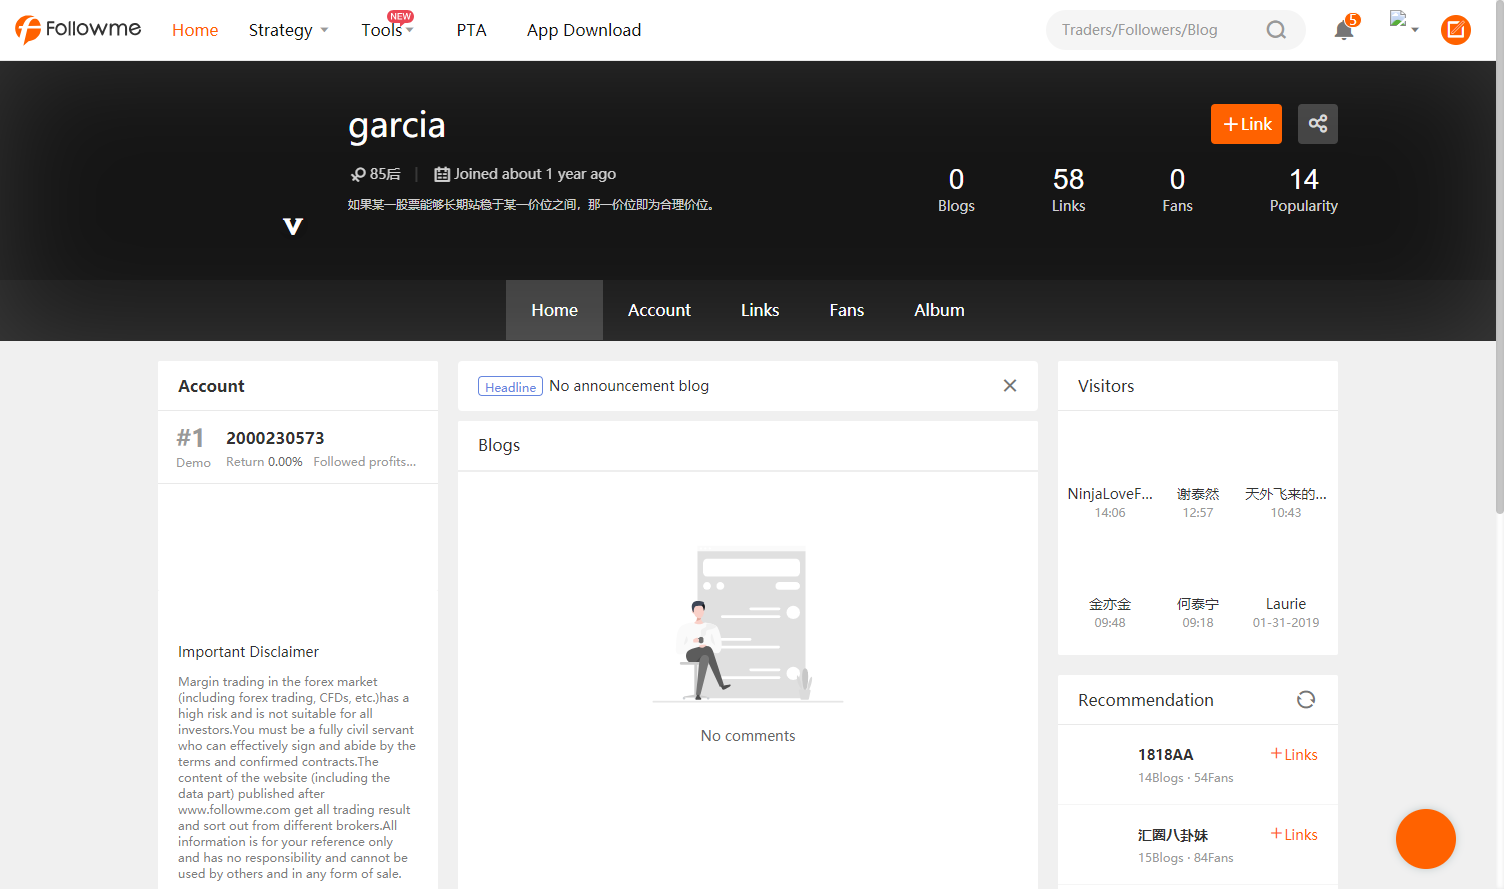 Followme
Home
Strategy
Tools
NEW
PTA
App Download
Traders/Followers/Blog
5
garcia
+Link
85后
Joined about 1 year ago
如果某一股票能够长期站稳于某一价位之间，那一价位即为合理价位。
V
0
Blogs
58
Links
0
Fans
14
Popularity
Home
Account
Links
Fans
Album
Account
#1
Demo
2000230573
Return 0.00% Followed profits...
Important Disclaimer
Margin trading in the forex market
(including forex trading, CFDs, etc.)has a
high risk and is not suitable for all
investors.You must be a fully civil servant
who can effectively sign and abide by the
terms and confirmed contracts.The
content of the website (including the
data part) published after
www.followme.com get all trading result
and sort out from different brokers.All
information is for your reference only
and has no responsibility and cannot be
used by others and in any form of sale.
Headline No announcement blog
Blogs
No comments
Visitors
NinjaLoveF...
14:06
谢泰然
12:57
天外飞来的...
10:43
金亦金
09:48
何泰宁
09:18
Laurie
01-31-2019
Recommendation
1818AA
14Blogs · 54Fans
+Links
汇圈八卦妹
15Blogs · 84Fans
+Links